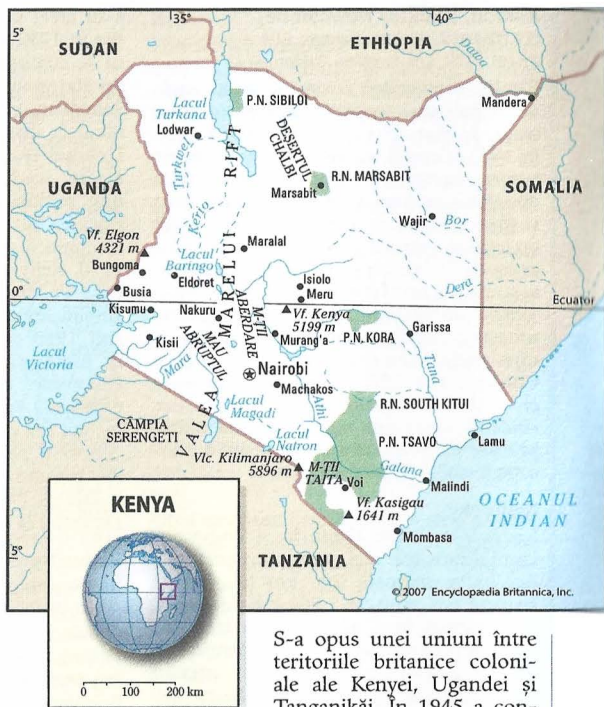 35°
40°
5°
SUDAN
ETHIOPIA
Dawa
Mandera
Lacul
Turkana
P.N. SIBILOI
Lodwar
DEȘERTUL
CHALBI
R.N. MARSABIT
Marsabit
Turkwel
Kerio
UGANDA
SOMALIA
Wajir
Bor
Vf. Elgon
4321 m
Maralal
Bungoma
Lacul
Baringo
Eldoret
Isiolo
Meru
Dera
Busia
0°
Ecuator
Kisumu
Nakuru
VALEA MARELUI RIFT
M-ȚII
ABERDARE
Vf. Kenya
5199 m
Garissa
Kisii
MAU
ABRUPTUL
Murang'a
P.N. KORA
Lacul
Victoria
Mara
Nairobi
Tana
Machakos
Athi
R.N. SOUTH KITUI
Lacul
Magadi
CÂMPIA
SERENGETI
Lacul
Natron
P.N. TSAVO
Lamu
Vlc. Kilimanjaro
5896 m
M-ȚII
TAITA
Galana
Voi
Malindi
Vf. Kasigau
1641 m
OCEANUL
INDIAN
KENYA
Mombasa
5°
TANZANIA
© 2007 Encyclopædia Britannica, Inc.
0 100 200 km
S-a opus unei uniuni între
teritoriile britanice coloni-
ale ale Kenyei, Ugandei și
Tanganikăi. În 1945 a con-